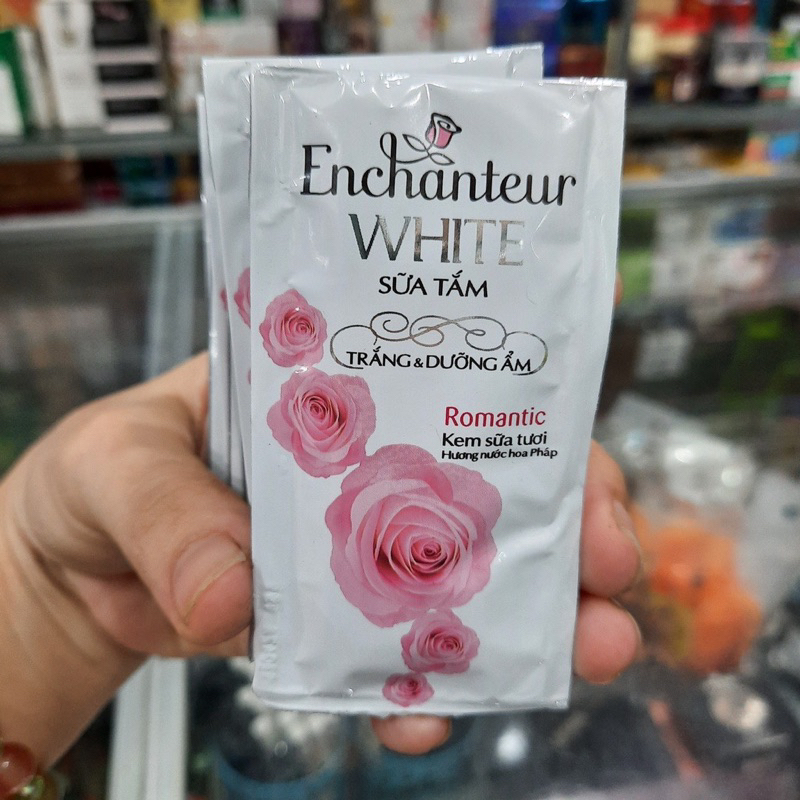 Enchanteur
WHITE
SỮA TẮM
TRẮNG & DƯỠNG ẨM
Romantic
Kem sữa tươi
Hương nước hoa Pháp